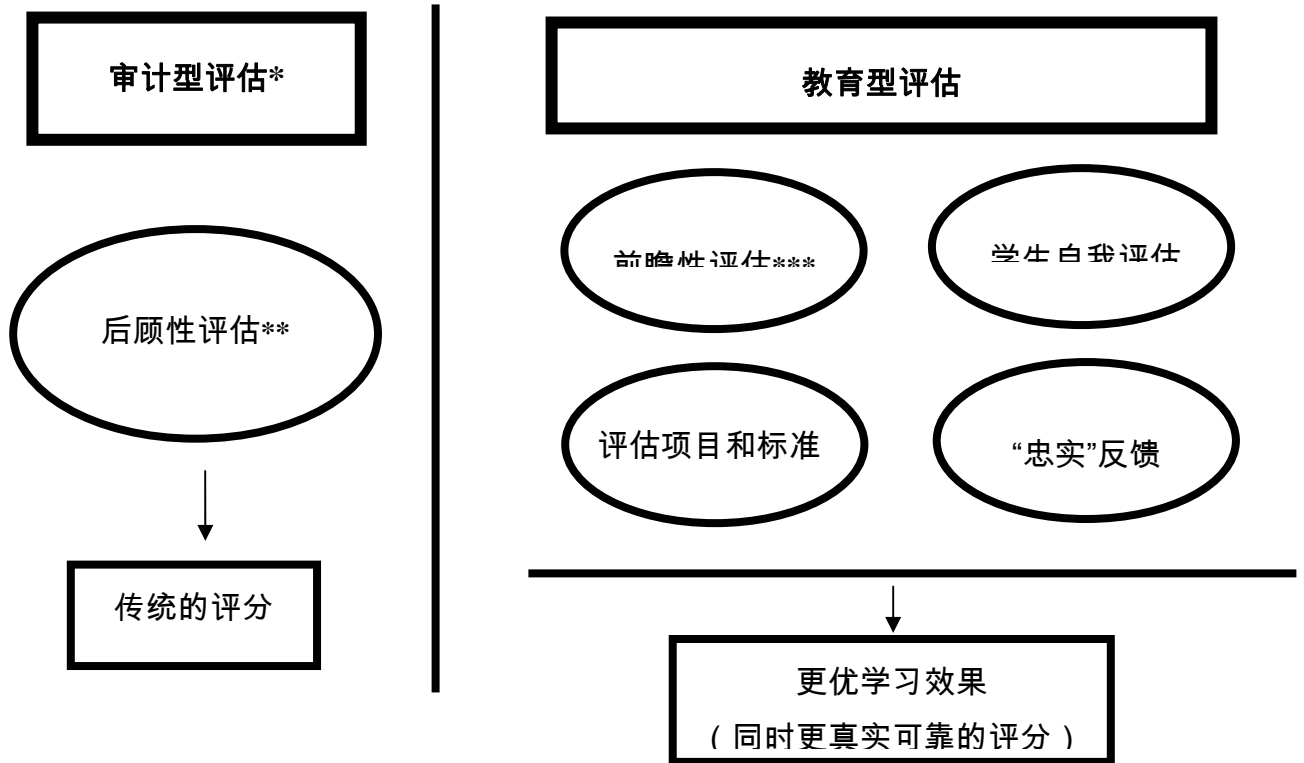 审计型评估*
后顾性评估**
传统的评分
教育型评估
前瞻性评估***
学生自我评估
评估项目和标准
“忠实”反馈
更优学习效果
（同时更真实可靠的评分）